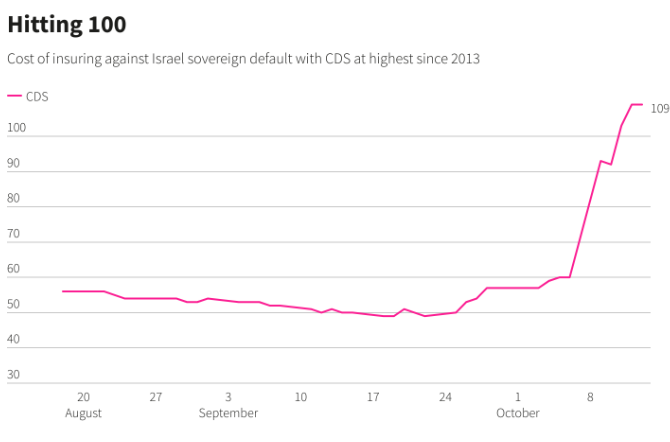 Hitting 100
Cost of insuring against Israel sovereign default with CDS at highest since 2013
CDS
109
100
90
80
70
60
50
40
30
20 27 3 10 17 24 1 8
August September October